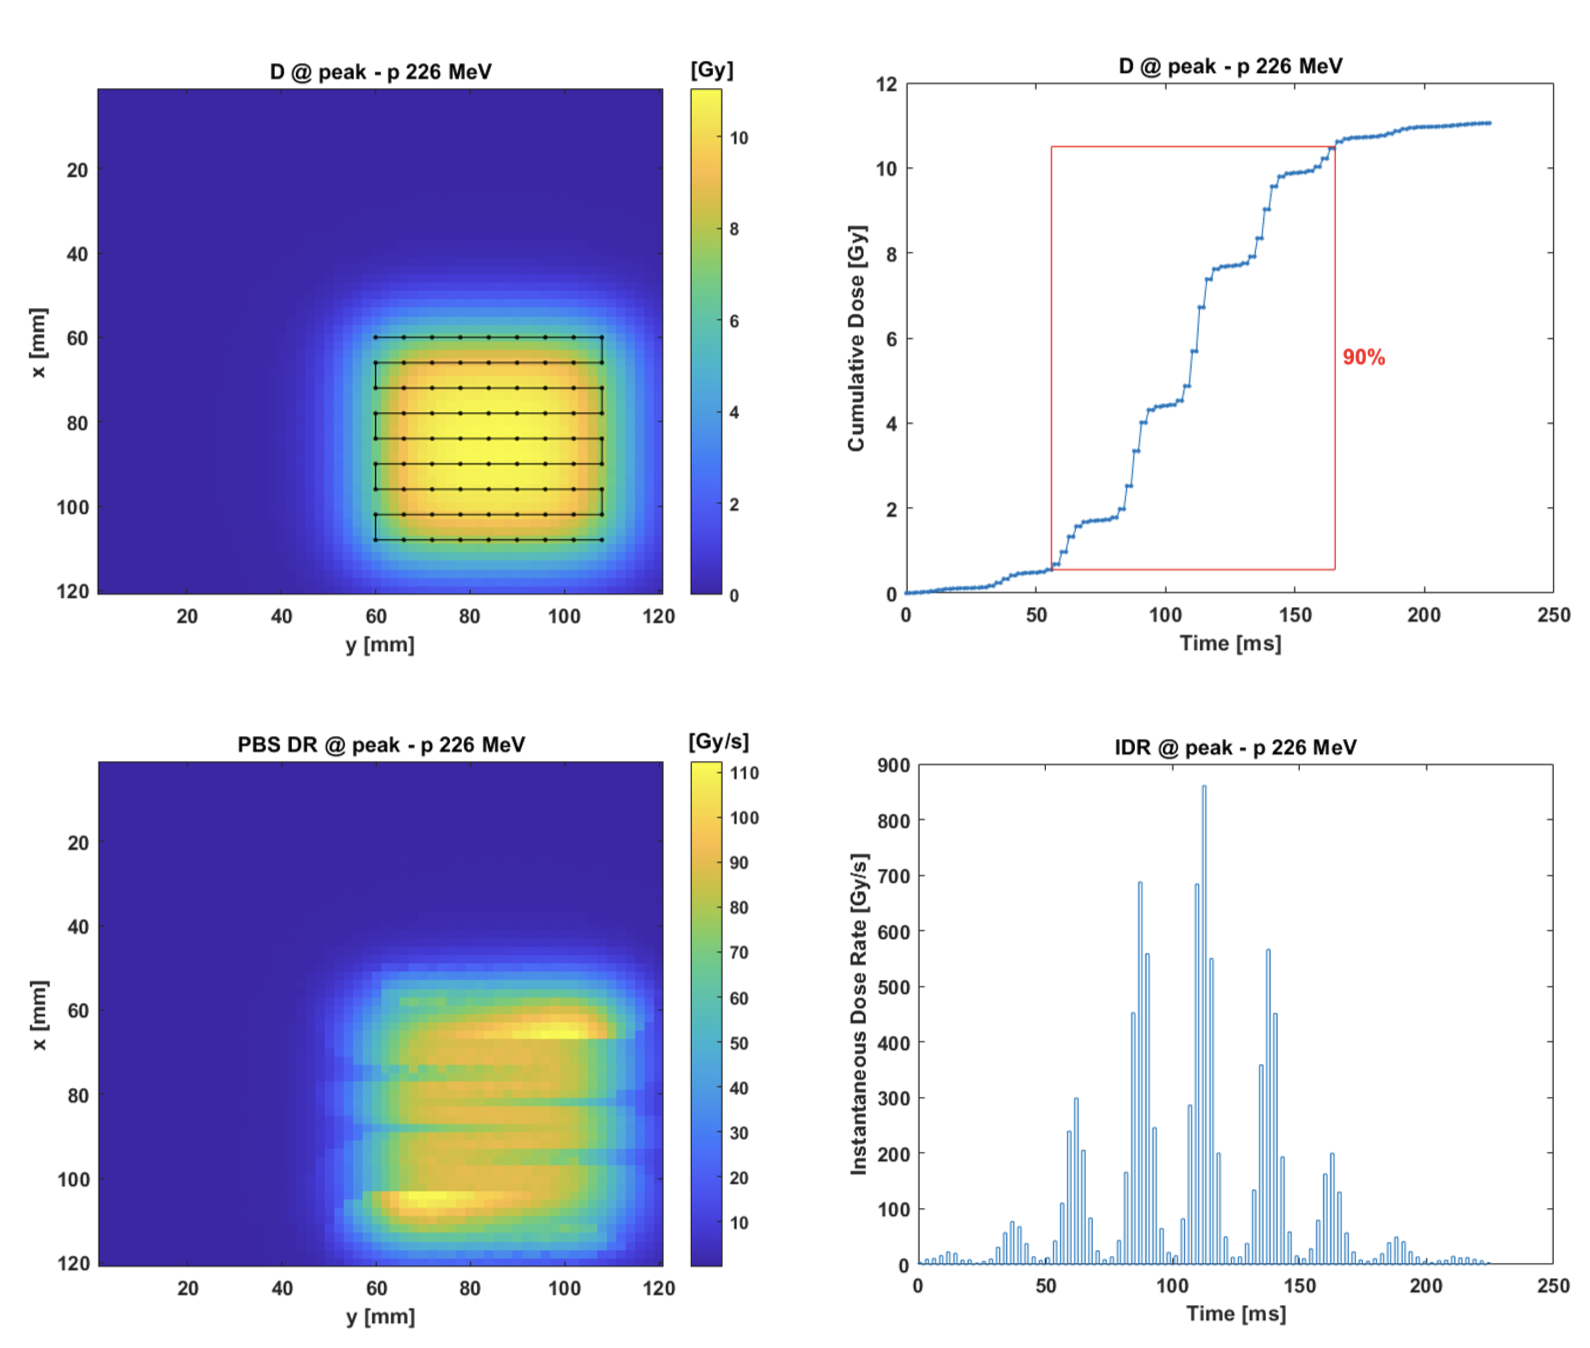 D @ peak - p 226 MeV
[Gy]
10
8
6
4
2
0
20
40
60
80
100
120
x [mm]
20 40 60 80 100 120
y [mm]
D @ peak - p 226 MeV
12
10
8
6
4
2
0
Cumulative Dose [Gy]
90%
0 50 100 150 200 250
Time [ms]
PBS DR @ peak - p 226 MeV
[Gy/s]
110
100
90
80
70
60
50
40
30
20
10
20
40
60
80
100
120
x [mm]
20 40 60 80 100 120
y [mm]
IDR @ peak - p 226 MeV
900
800
700
600
500
400
300
200
100
0
Instantaneous Dose Rate [Gy/s]
0 50 100 150 200 250
Time [ms]